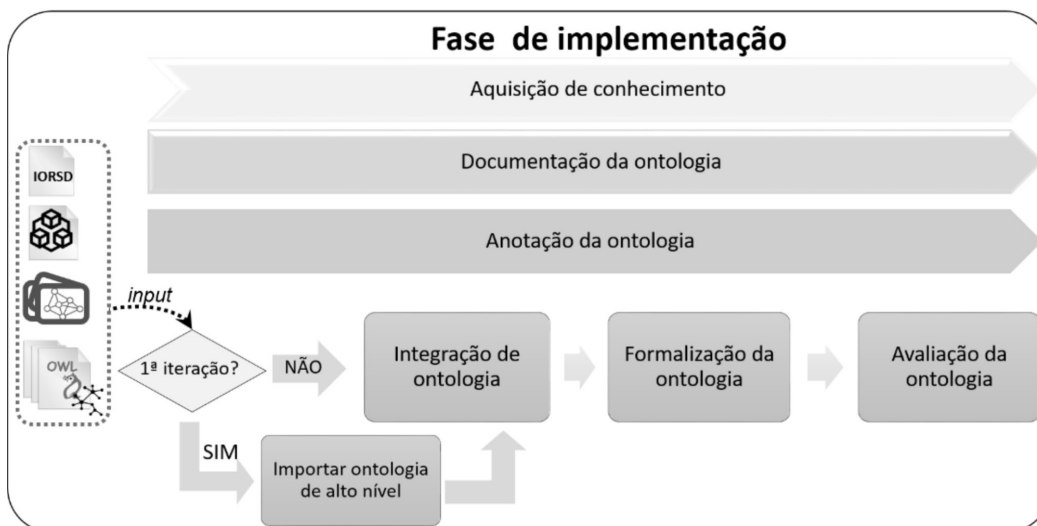 Fase de implementação
Aquisição de conhecimento
Documentação da ontologia
Anotação da ontologia
IORSD
input
OWL
1ª iteração?
NÃO
Integração de
ontologia
Formalização da
ontologia
Avaliação da
ontologia
SIM
Importar ontologia
de alto nível